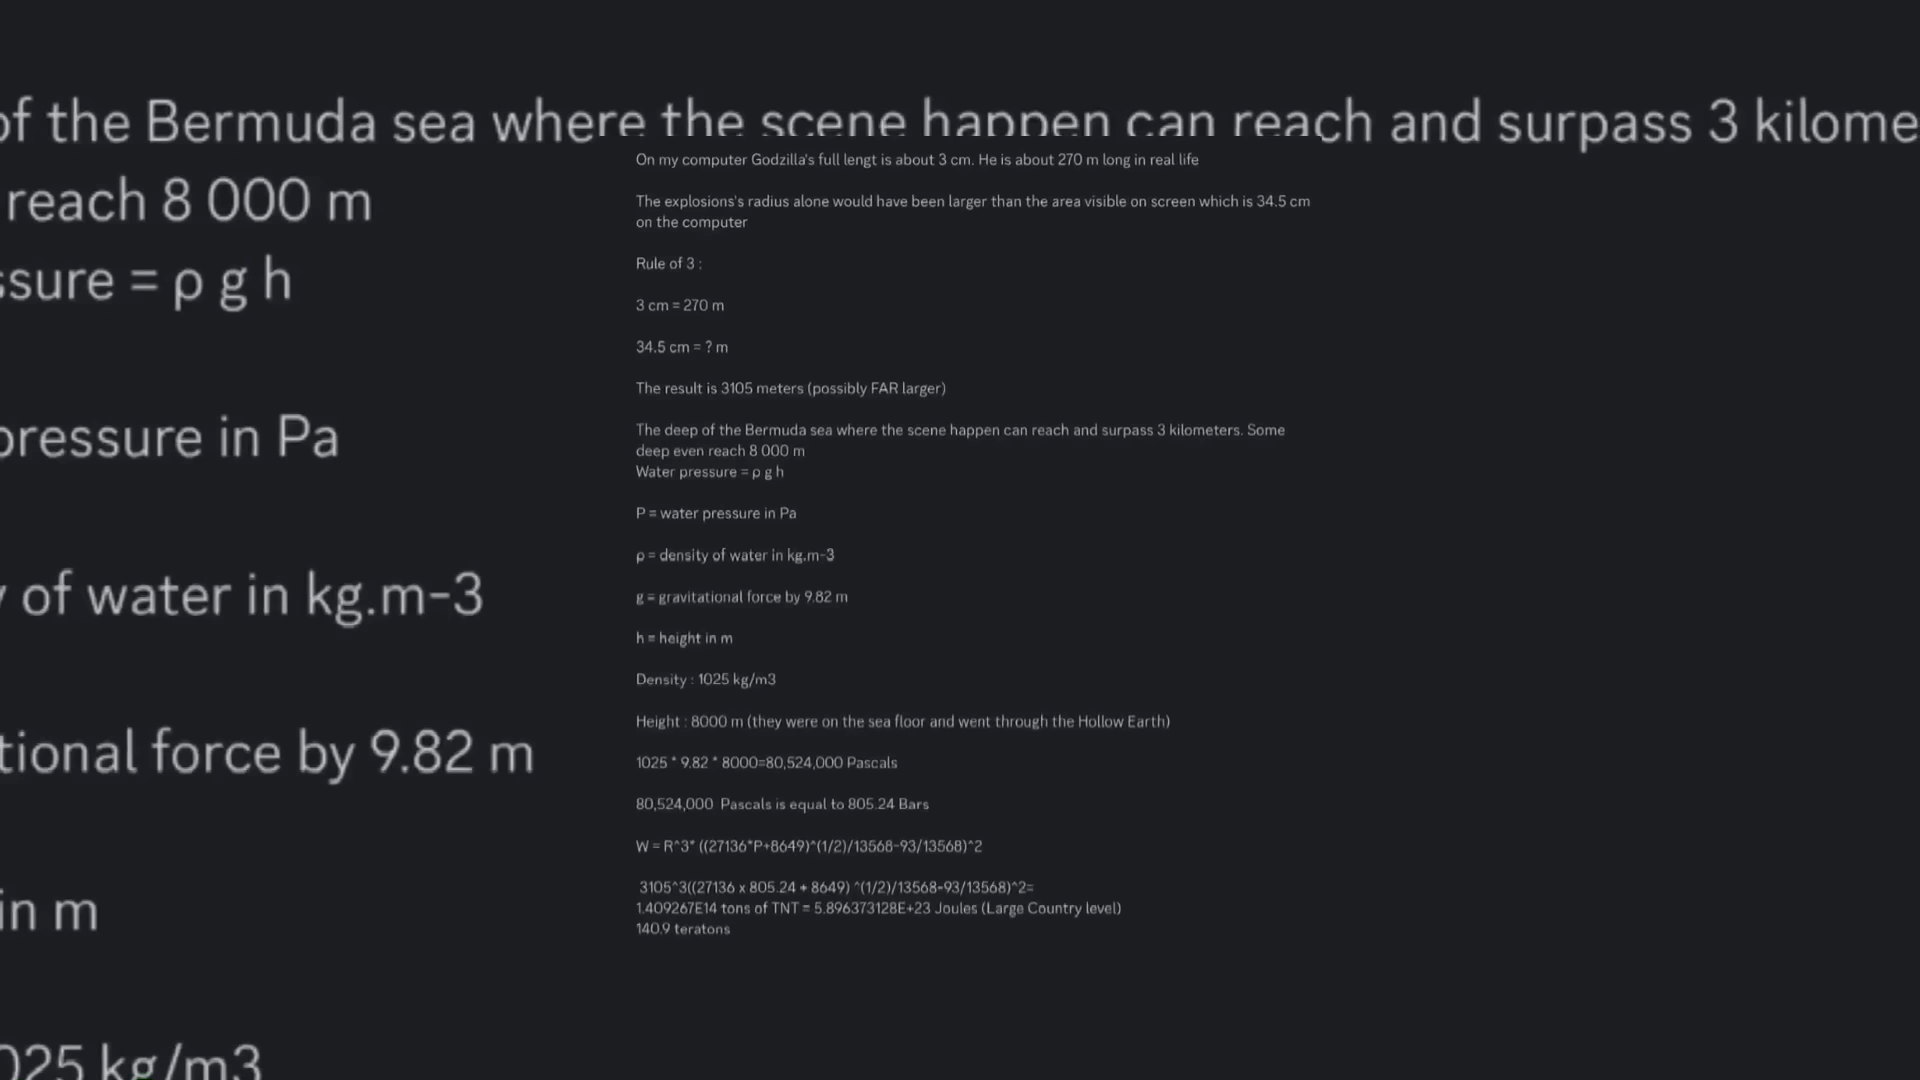 of the Bermuda sea where the scene happen can reach and surpass 3 kilome
reach 8 000 m
ssure = ρ g h
pressure in Pa
y of water in kg.m-3
tional force by 9.82 m
in m
025 kg/m3
On my computer Godzilla's full lengt is about 3 cm. He is about 270 m long in real life
The explosions's radius alone would have been larger than the area visible on screen which is 34.5 cm
on the computer
Rule of 3 :
3 cm = 270 m
34.5 cm = ? m
The result is 3105 meters (possibly FAR larger)
The deep of the Bermuda sea where the scene happen can reach and surpass 3 kilometers. Some
deep even reach 8 000 m
Water pressure = ρ g h
P = water pressure in Pa
ρ = density of water in kg.m-3
g = gravitational force by 9.82 m
h = height in m
Density : 1025 kg/m3
Height : 8000 m (they were on the sea floor and went through the Hollow Earth)
1025 * 9.82 * 8000=80,524,000 Pascals
80,524,000 Pascals is equal to 805.24 Bars
W = R^3* ((27136*P+8649)^(1/2)/13568-93/13568)^2
3105^3((27136 x 805.24 + 8649) ^(1/2)/13568-93/13568)^2=
1.409267E14 tons of TNT = 5.896373128E+23 Joules (Large Country level)
140.9 teratons